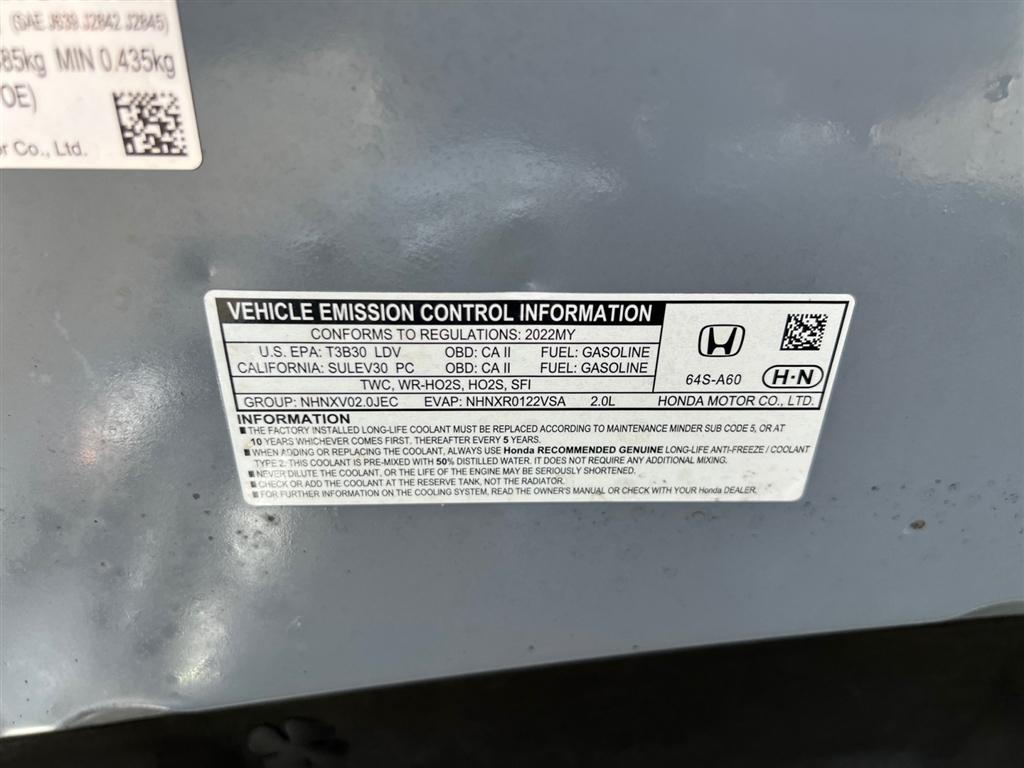 (SAE J639 J2842 J2845)
85kg MIN 0.435kg
OE)
r Co., Ltd.
VEHICLE EMISSION CONTROL INFORMATION
CONFORMS TO REGULATIONS: 2022MY
U.S. EPA: T3B30 LDV OBD: CA II FUEL: GASOLINE
CALIFORNIA: SULEV30 PC OBD: CA II FUEL: GASOLINE
TWC, WR-HO2S, HO2S, SFI
GROUP: NHNXV02.0JEC EVAP: NHNXR0122VSA 2.0L
64S-A60
H·N
HONDA MOTOR CO., LTD.
INFORMATION
■ THE FACTORY INSTALLED LONG-LIFE COOLANT MUST BE REPLACED ACCORDING TO MAINTENANCE MINDER SUB CODE 5, OR AT
10 YEARS WHICHEVER COMES FIRST. THEREAFTER EVERY 5 YEARS.
■ WHEN ADDING OR REPLACING THE COOLANT, ALWAYS USE Honda RECOMMENDED GENUINE LONG-LIFE ANTI-FREEZE / COOLANT
TYPE 2. THIS COOLANT IS PRE-MIXED WITH 50% DISTILLED WATER. IT DOES NOT REQUIRE ANY ADDITIONAL MIXING.
■ NEVER DILUTE THE COOLANT, OR THE LIFE OF THE ENGINE MAY BE SERIOUSLY SHORTENED.
■ CHECK OR ADD THE COOLANT AT THE RESERVE TANK, NOT THE RADIATOR.
■ FOR FURTHER INFORMATION ON THE COOLING SYSTEM, READ THE OWNER'S MANUAL OR CHECK WITH YOUR Honda DEALER.